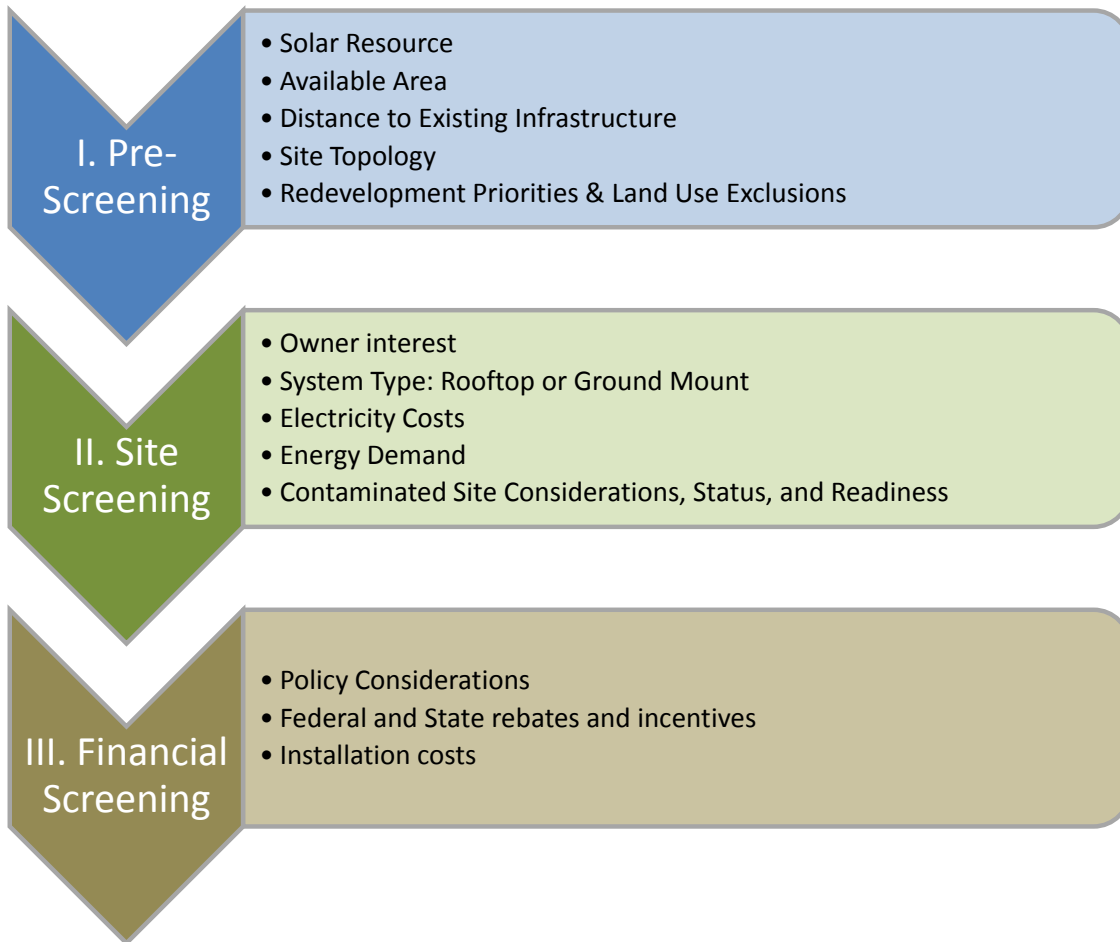 I. Pre-
Screening
• Solar Resource
• Available Area
• Distance to Existing Infrastructure
• Site Topology
• Redevelopment Priorities & Land Use Exclusions
II. Site
Screening
• Owner interest
• System Type: Rooftop or Ground Mount
• Electricity Costs
• Energy Demand
• Contaminated Site Considerations, Status, and Readiness
III. Financial
Screening
• Policy Considerations
• Federal and State rebates and incentives
• Installation costs